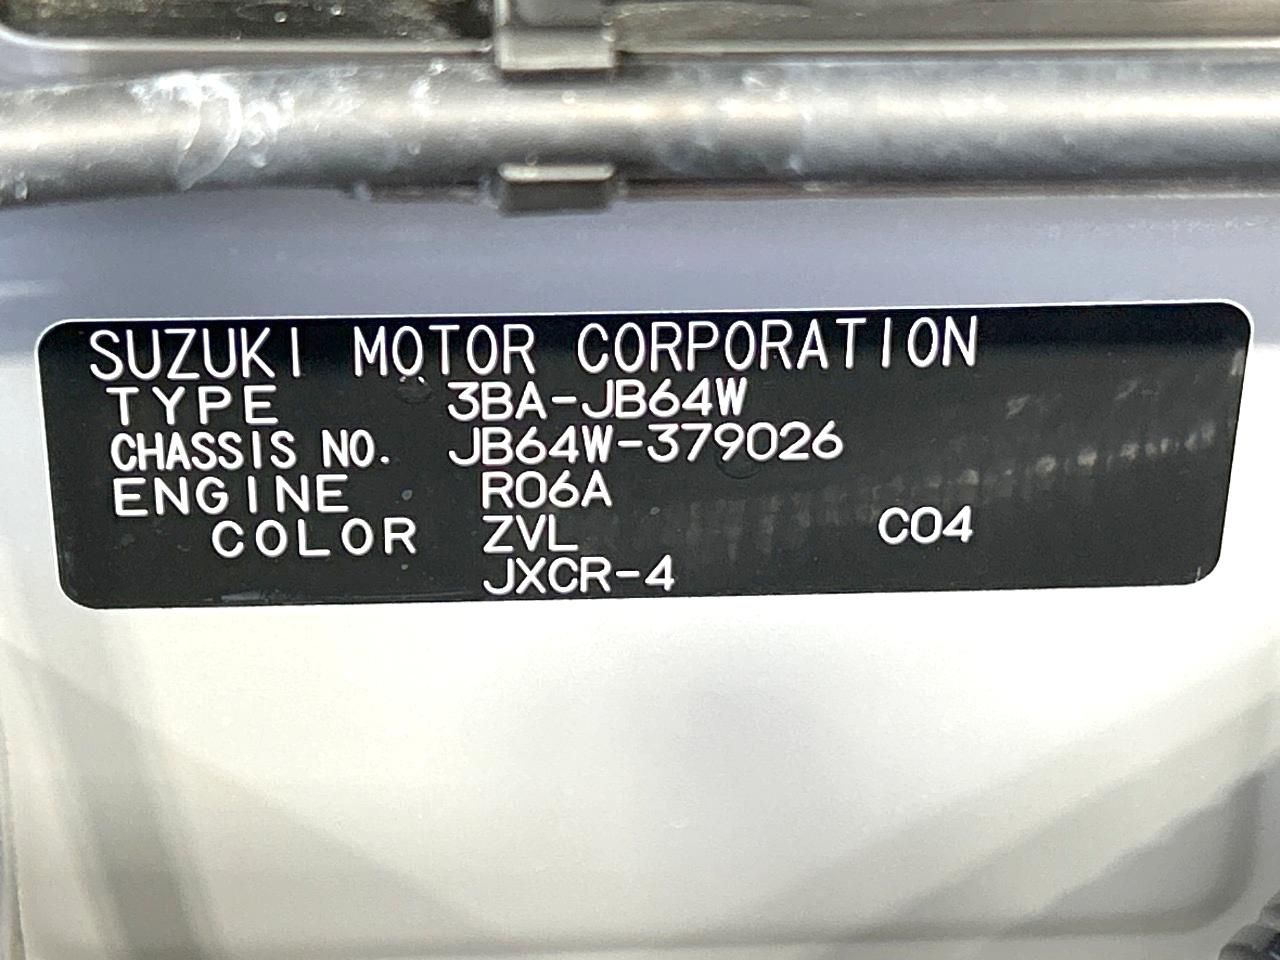 SUZUKI MOTOR CORPORATION
TYPE 3BA-JB64W
CHASSIS NO. JB64W-379026
ENGINE R06A
COLOR ZVL C04
JXCR-4